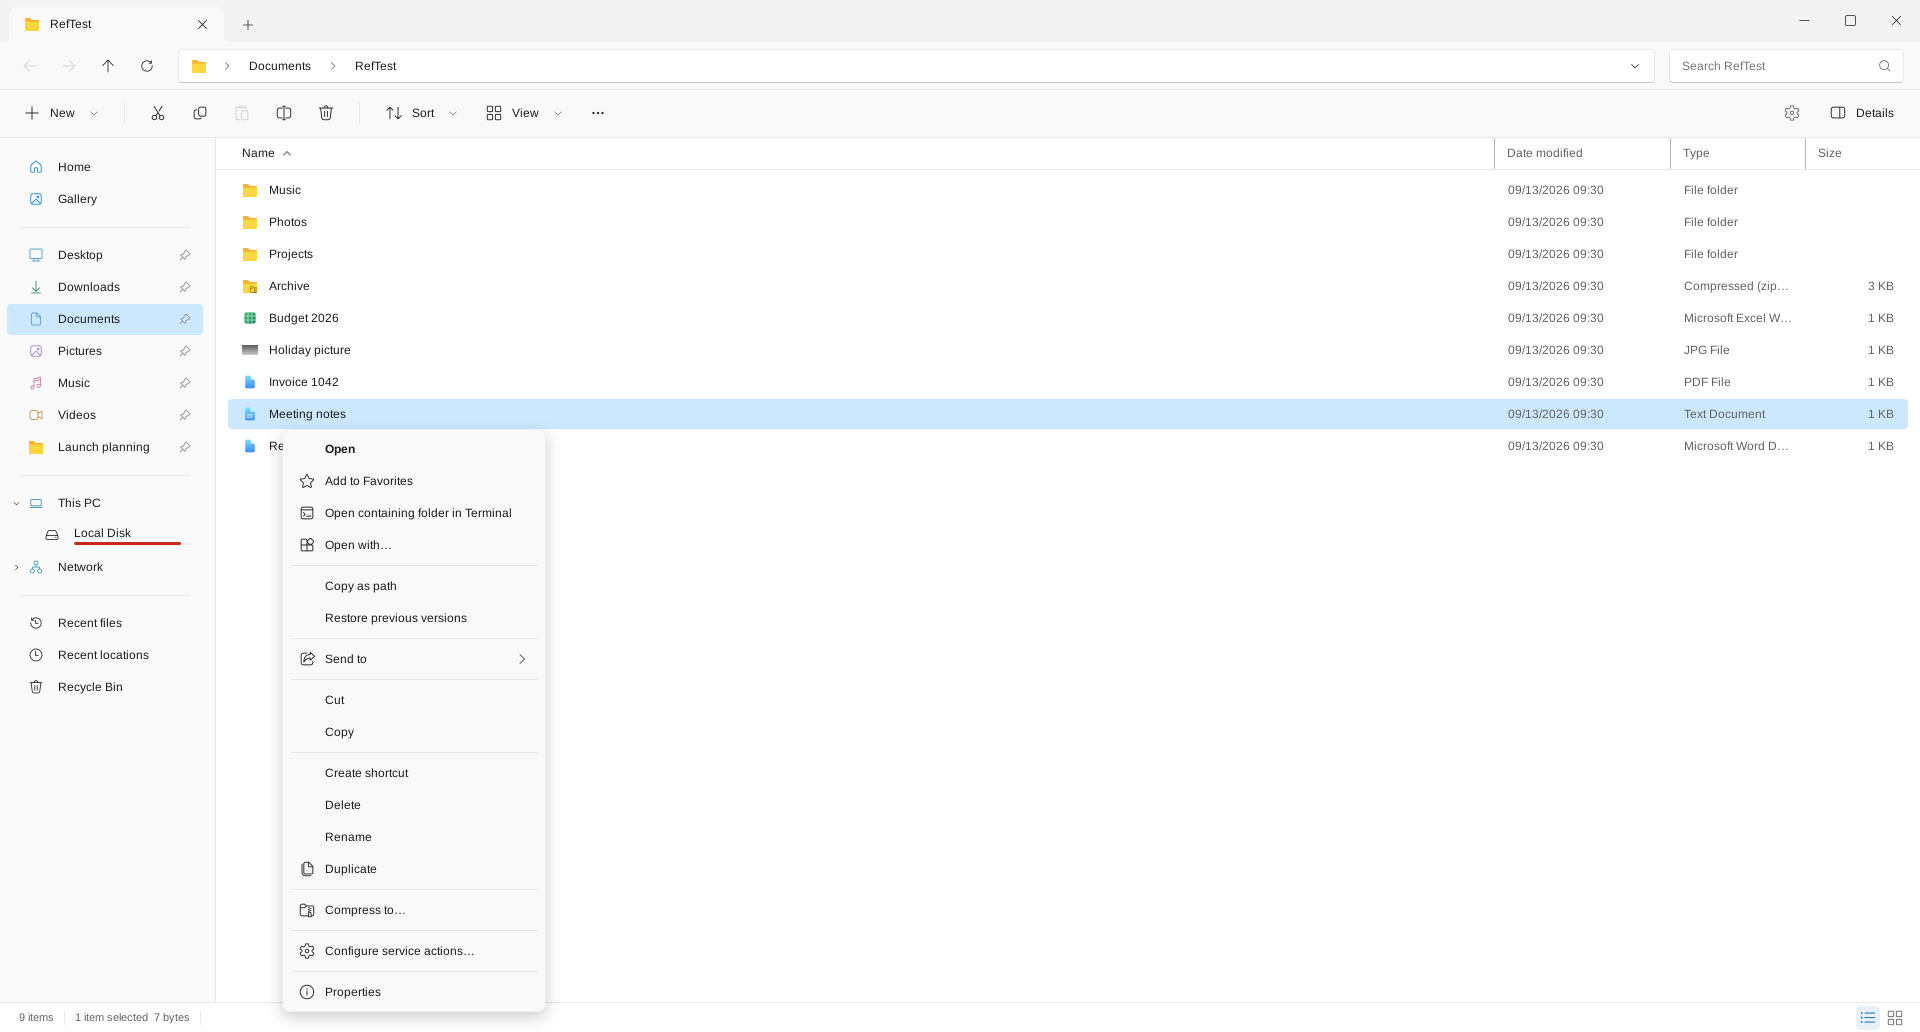 RefTest
Documents
RefTest
Search RefTest
New
Sort
View
Details
Home
Gallery
Desktop
Downloads
Documents
Pictures
Music
Videos
Launch planning
This PC
Local Disk
Network
Recent files
Recent locations
Recycle Bin
Name Date modified Type Size
Music 09/13/2026 09:30 File folder
Photos 09/13/2026 09:30 File folder
Projects 09/13/2026 09:30 File folder
Archive 09/13/2026 09:30 Compressed (zip… 3 KB
Budget 2026 09/13/2026 09:30 Microsoft Excel W… 1 KB
Holiday picture 09/13/2026 09:30 JPG File 1 KB
Invoice 1042 09/13/2026 09:30 PDF File 1 KB
Meeting notes 09/13/2026 09:30 Text Document 1 KB
Re 09/13/2026 09:30 Microsoft Word D… 1 KB
Open
Add to Favorites
Open containing folder in Terminal
Open with…
Copy as path
Restore previous versions
Send to
Cut
Copy
Create shortcut
Delete
Rename
Duplicate
Compress to…
Configure service actions…
Properties
9 items 1 item selected 7 bytes